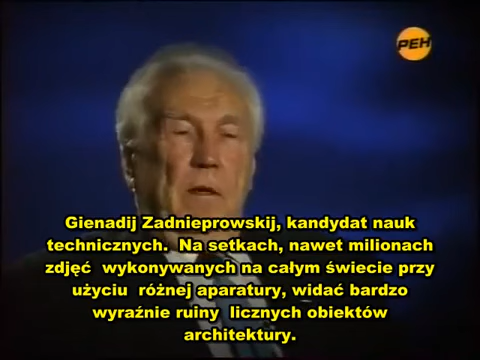 РЕН
Gienadij Zadnieprowskij, kandydat nauk
technicznych.  Na setkach, nawet milionach
zdjęć  wykonywanych na całym świecie przy
użyciu  różnej aparatury, widać bardzo
wyraźnie ruiny  licznych obiektów
architektury.